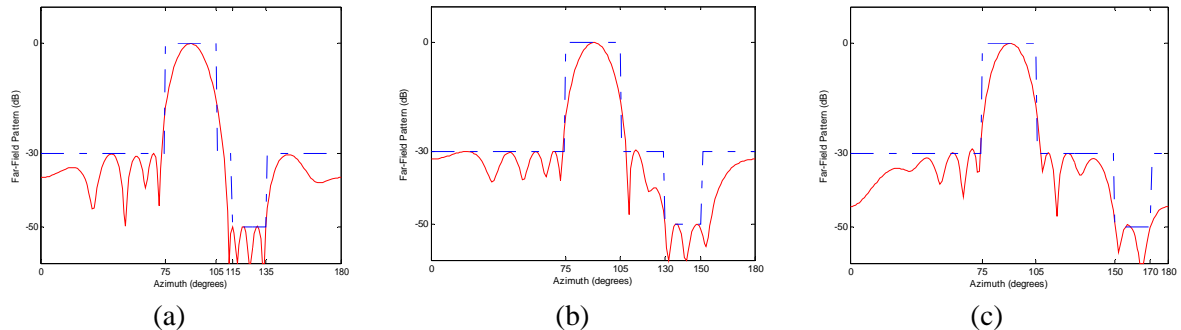 0
-30
-50
Far-Field Pattern (dB)
0 75 105 115 135 180
Azimuth (degrees)
(a)
0
-30
-50
Far-Field Pattern (dB)
0 75 105 130 150 180
Azimuth (degrees)
(b)
0
-30
-50
Far-Field Pattern (dB)
0 75 105 150 170 180
Azimuth (degrees)
(c)